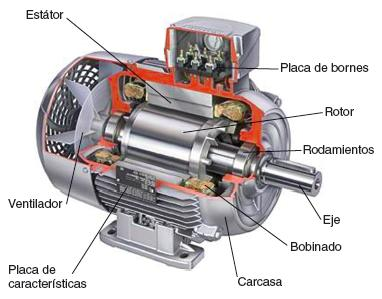 Estátor
Placa de bornes
Rotor
Rodamientos
Ventilador
Eje
Bobinado
Placa de
características
Carcasa